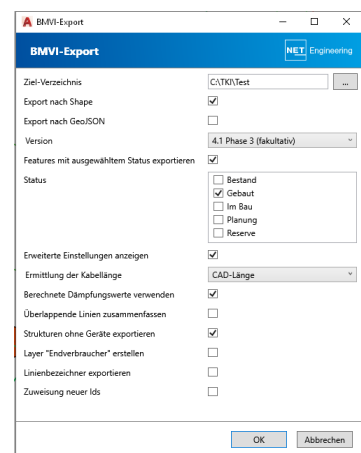 BMVI-Export
BMVI-Export
NET Engineering
Ziel-Verzeichnis C:\TKI\Test ...
Export nach Shape
Export nach GeoJSON
Version 4.1 Phase 3 (fakultativ)
Features mit ausgewähltem Status exportieren
Status
Bestand
Gebaut
Im Bau
Planung
Reserve
Erweiterte Einstellungen anzeigen
Ermittlung der Kabellänge CAD-Länge
Berechnete Dämpfungswerte verwenden
Überlappende Linien zusammenfassen
Strukturen ohne Geräte exportieren
Layer "Endverbraucher" erstellen
Linienbezeichner exportieren
Zuweisung neuer Ids
OK Abbrechen